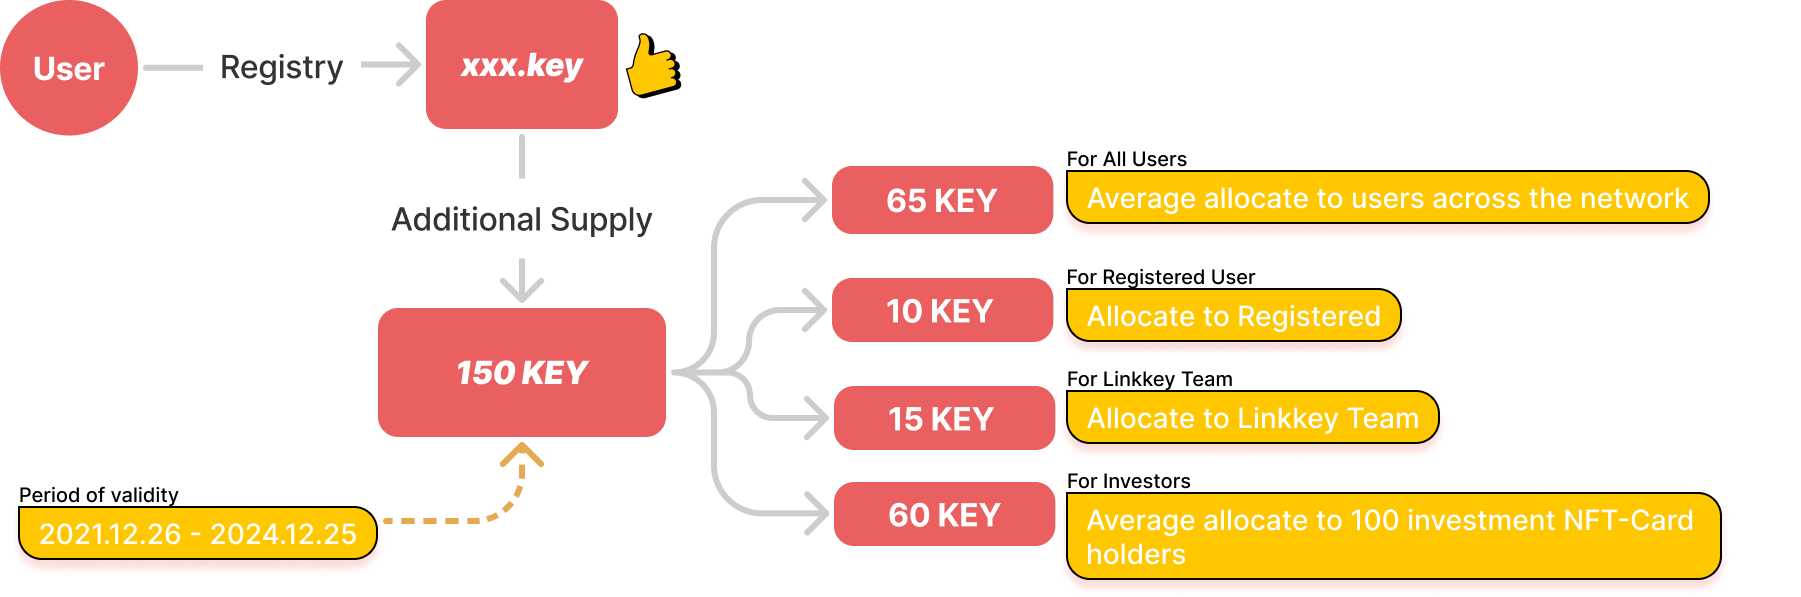 User
Registry
xxx.key
Additional Supply
150 KEY
Period of validity
2021.12.26 - 2024.12.25
65 KEY
For All Users
Average allocate to users across the network
10 KEY
For Registered User
Allocate to Registered
15 KEY
For Linkkey Team
Allocate to Linkkey Team
60 KEY
For Investors
Average allocate to 100 investment NFT-Card
holders